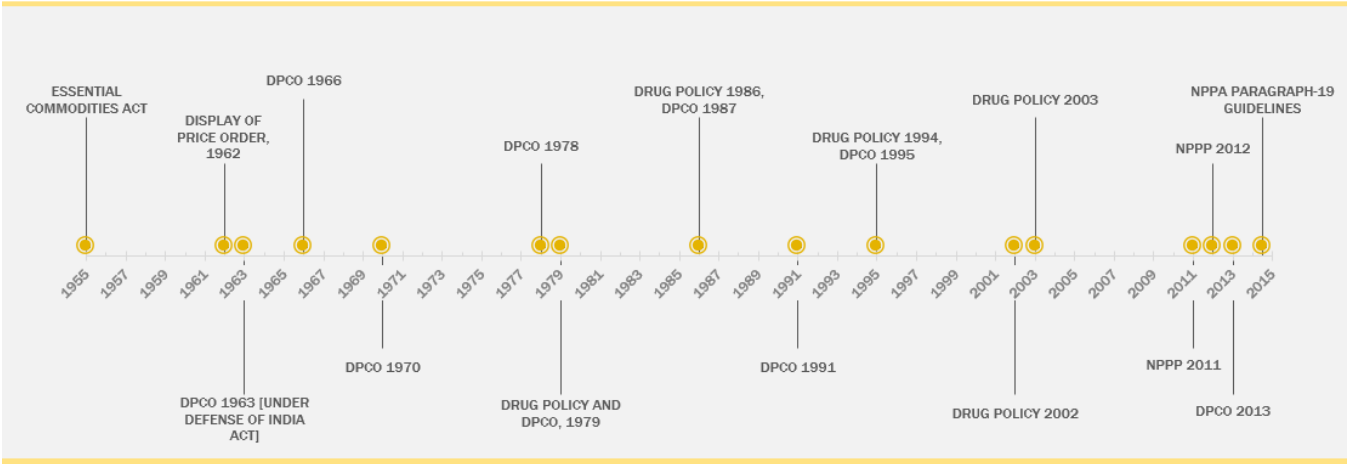 ESSENTIAL
COMMODITIES ACT
DISPLAY OF
PRICE ORDER,
1962
DPCO 1966
DPCO 1978
DRUG POLICY 1986,
DPCO 1987
DRUG POLICY 1994,
DPCO 1995
DRUG POLICY 2003
NPPP 2012
NPPA PARAGRAPH-19
GUIDELINES
1955
1957
1959
1961
1963
1965
1967
1969
1971
1973
1975
1977
1979
1981
1983
1985
1987
1989
1991
1993
1995
1997
1999
2001
2003
2005
2007
2009
2011
2013
2015
DPCO 1963 [UNDER
DEFENSE OF INDIA
ACT]
DPCO 1970
DRUG POLICY AND
DPCO, 1979
DPCO 1991
DRUG POLICY 2002
NPPP 2011
DPCO 2013